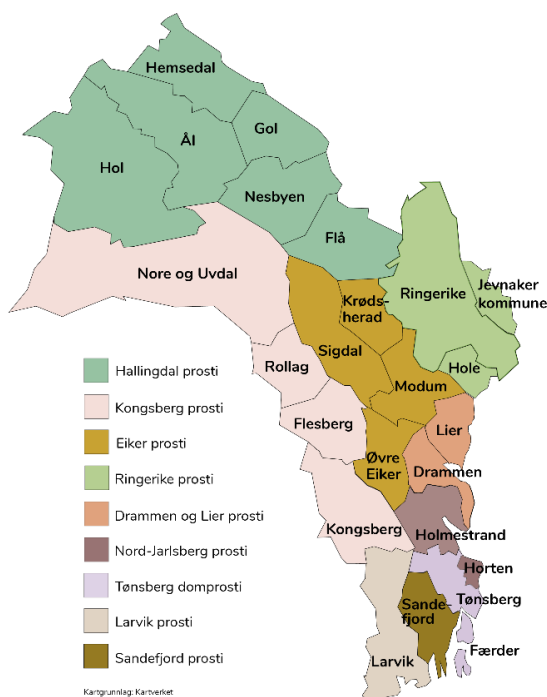 Hemsedal
Gol
Ål
Hol
Nesbyen
Flå
Nore og Uvdal
Krøds-
herad
Ringerike
Jevnaker
kommune
Sigdal
Rollag
Hole
Modum
Flesberg
Lier
Øvre
Eiker
Drammen
Kongsberg
Holmestrand
Horten
Tønsberg
Sande-
fjord
Færder
Larvik
Hallingdal prosti
Kongsberg prosti
Eiker prosti
Ringerike prosti
Drammen og Lier prosti
Nord-Jarlsberg prosti
Tønsberg domprosti
Larvik prosti
Sandefjord prosti
Kartgrunnlag: Kartverket